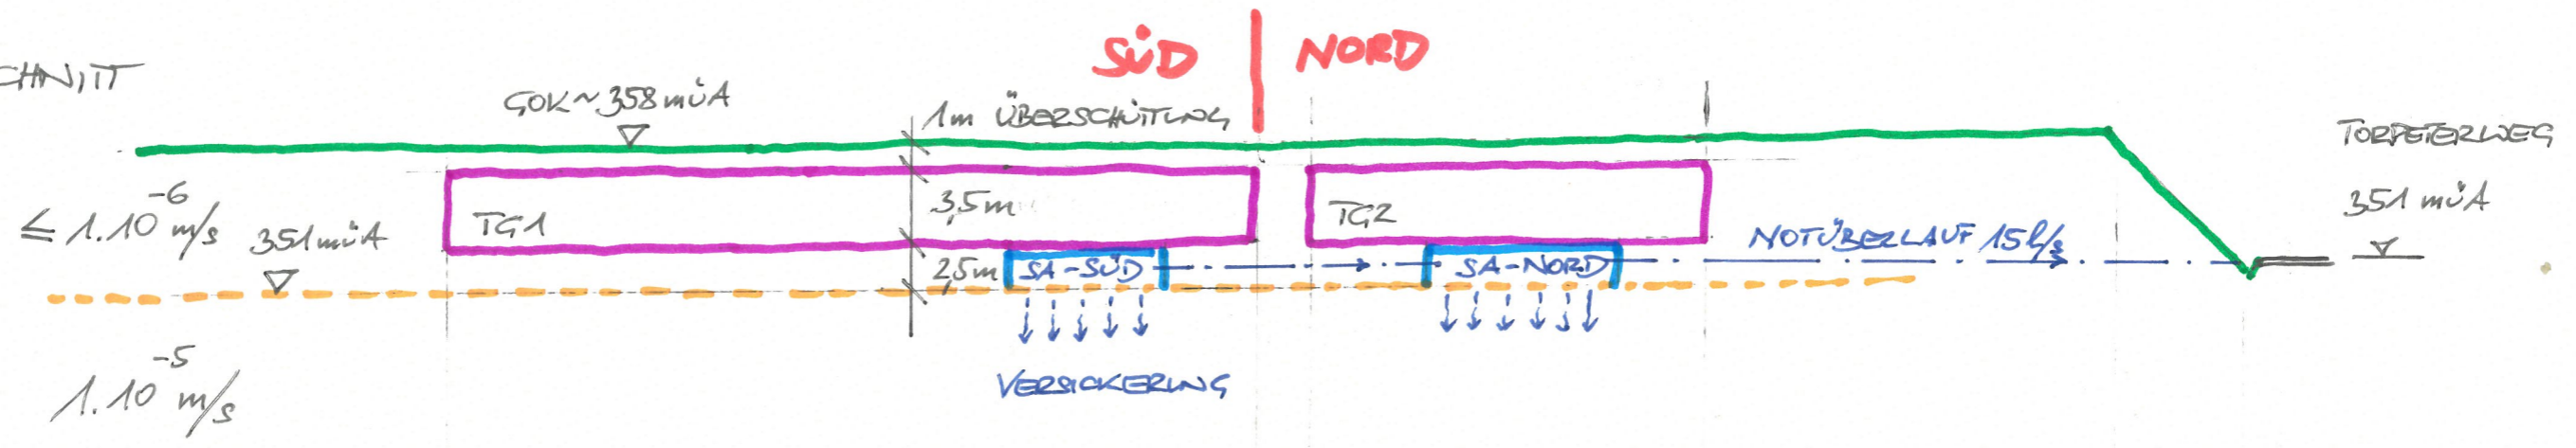 CHNITT
SÜD | NORD
GOK ~ 358 müA
1m ÜBERSCHÜTTUNG
TORPETERWEG
351 müA
≤ 1.10⁻⁶ m/s
351 müA
TG1
3,5m
TG2
NOTÜBERLAUF 15 l/s
2,5m
SA-SÜD
SA-NORD
VERSICKERUNG
1.10⁻⁵ m/s